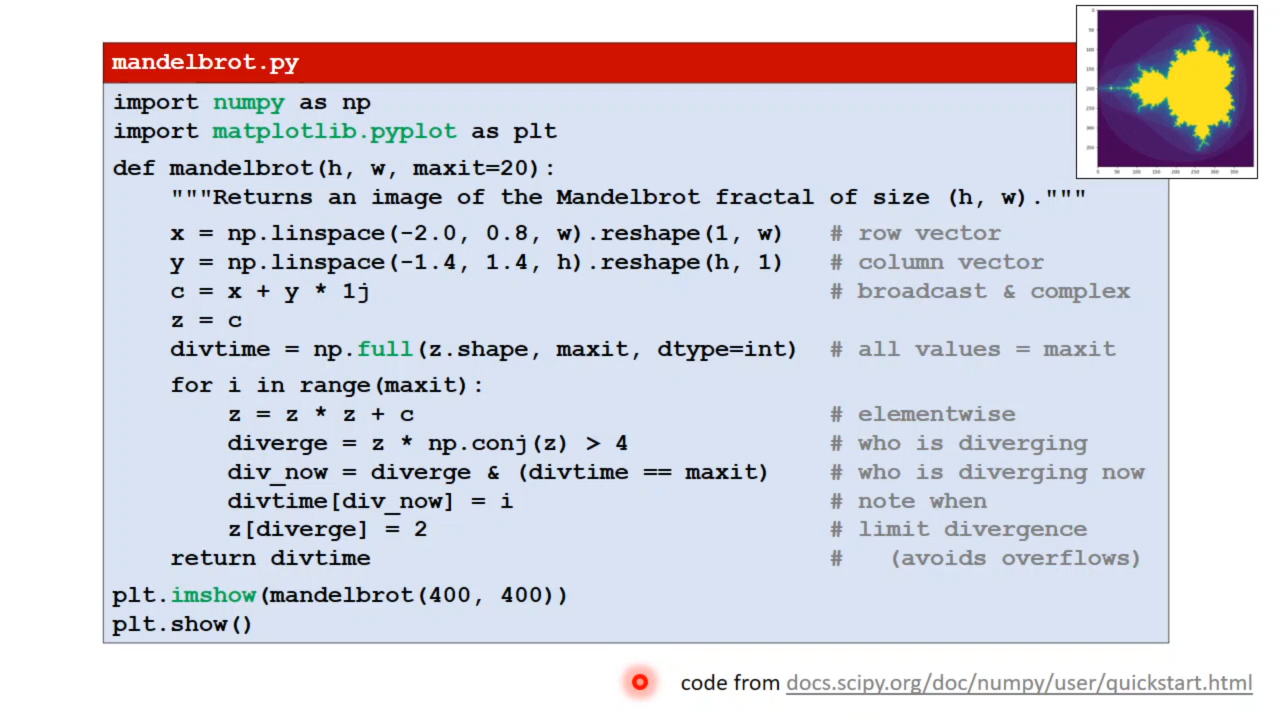 mandelbrot.py
import numpy as np
import matplotlib.pyplot as plt
def mandelbrot(h, w, maxit=20):
    """Returns an image of the Mandelbrot fractal of size (h, w)."""
    x = np.linspace(-2.0, 0.8, w).reshape(1, w)   # row vector
    y = np.linspace(-1.4, 1.4, h).reshape(h, 1)   # column vector
    c = x + y * 1j                                # broadcast & complex
    z = c
    divtime = np.full(z.shape, maxit, dtype=int)  # all values = maxit
    for i in range(maxit):
        z = z * z + c                             # elementwise
        diverge = z * np.conj(z) > 4              # who is diverging
        div_now = diverge & (divtime == maxit)    # who is diverging now
        divtime[div_now] = i                      # note when
        z[diverge] = 2                            # limit divergence
    return divtime                                #   (avoids overflows)
plt.imshow(mandelbrot(400, 400))
plt.show()
code from docs.scipy.org/doc/numpy/user/quickstart.html